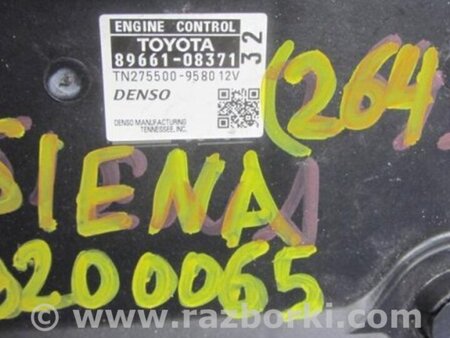 ENGINE CONTROL
TOYOTA
89661-08371
32
TN275500-9580 12V
DENSO
DENSO MANUFACTURING
TENNESSEE, INC.
(264
SIENA
0200065
www.razborki.com